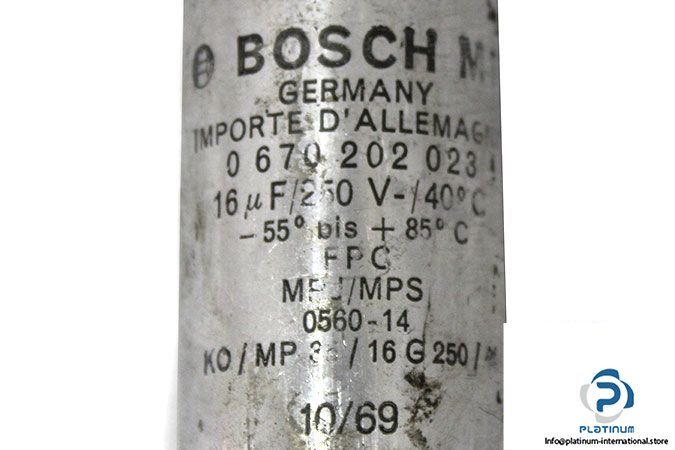 BOSCH M
GERMANY
IMPORTE D'ALLEMAG
0 670 202 023
16 µF/250 V-/40°C
-55° bis + 85° C
FPC
/MPS
0560-14
KO/MP /16 G 250/
10/69
PLATINUM
Info@platinum-international.store